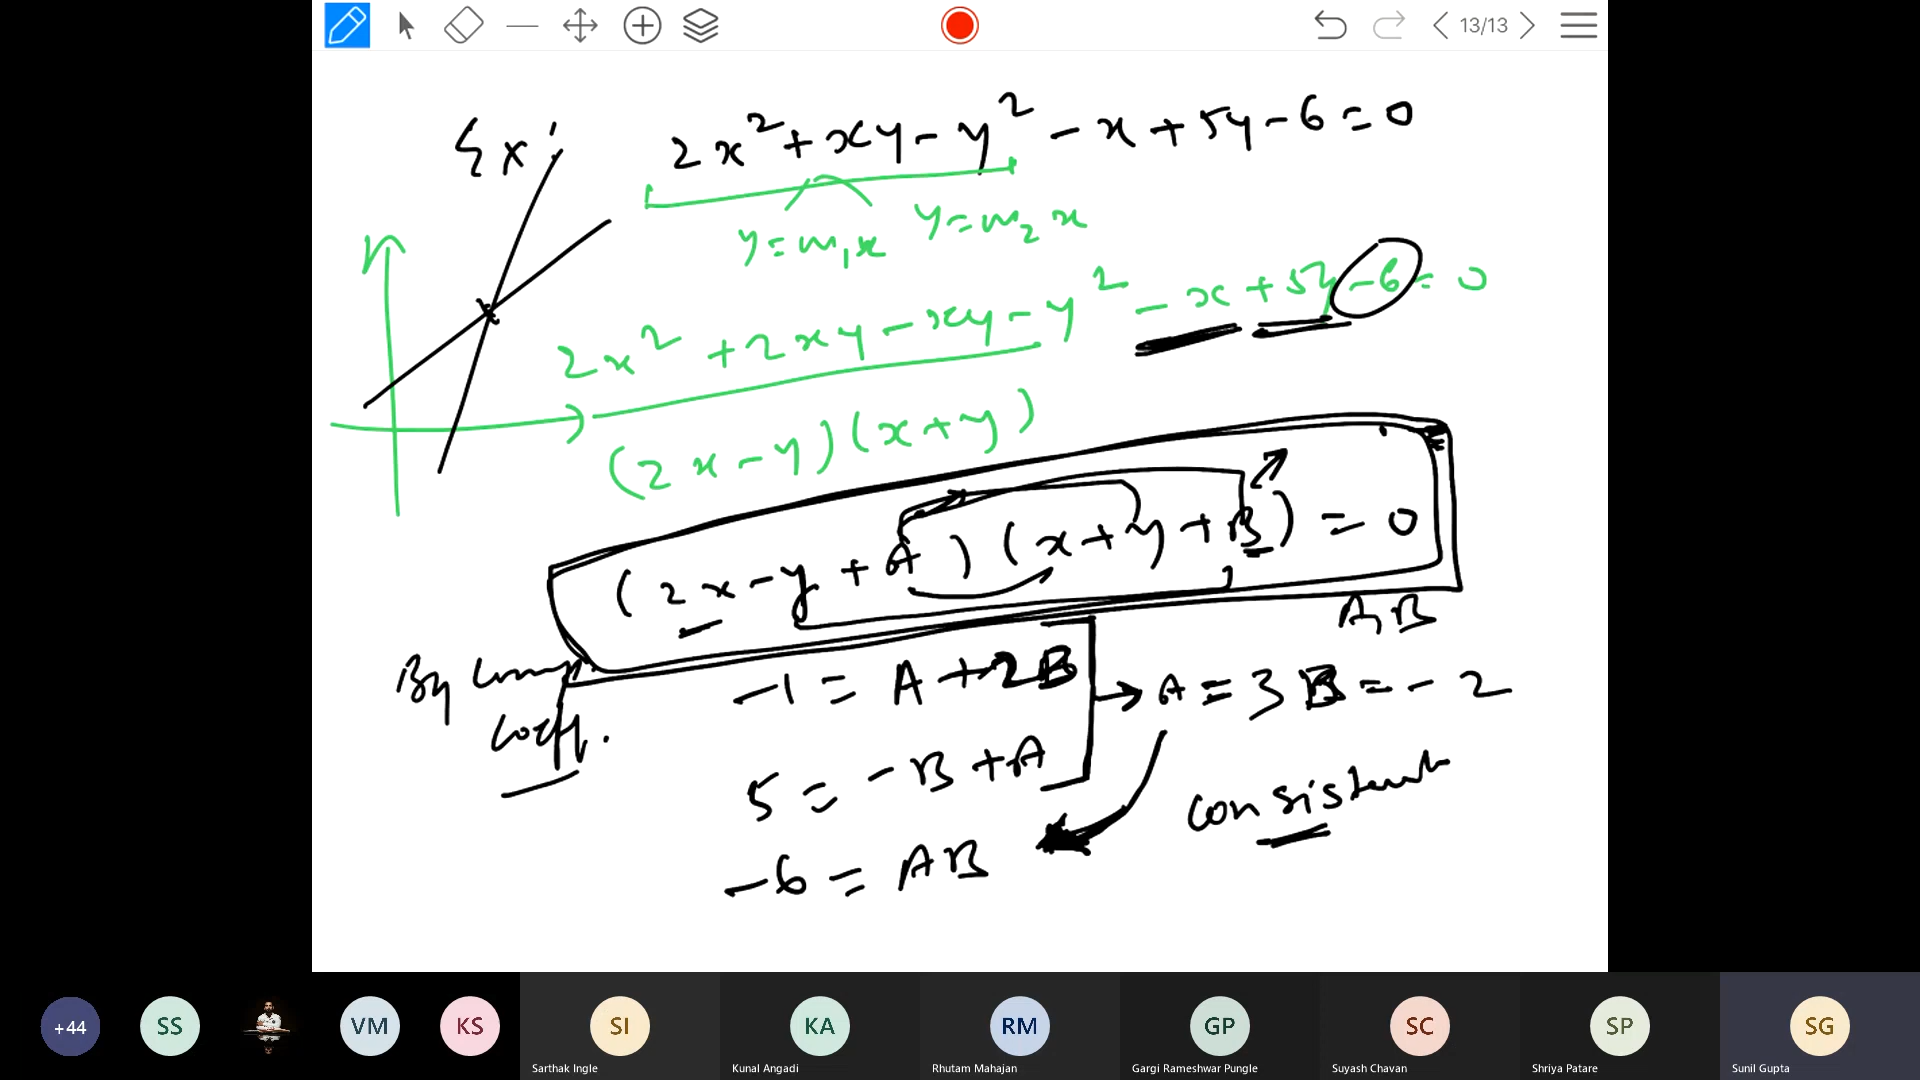 13/13
Ex:
2x²+xy-y²-x+5y-6=0
y=m₁x y=m₂x
2x²+2xy-xy-y²-x+5y-6=0
(2x-y)(x+y)
(2x-y+A)(x+y+B)=0
A,B
By comp
coeff.
-1=A+2B
→A=3 B=-2
5=-B+A
consistent
-6=AB
+44
SS
VM
KS
SI
KA
RM
GP
SC
SP
SG
Sarthak Ingle
Kunal Angadi
Rhutam Mahajan
Gargi Rameshwar Pungle
Suyash Chavan
Shriya Patare
Sunil Gupta